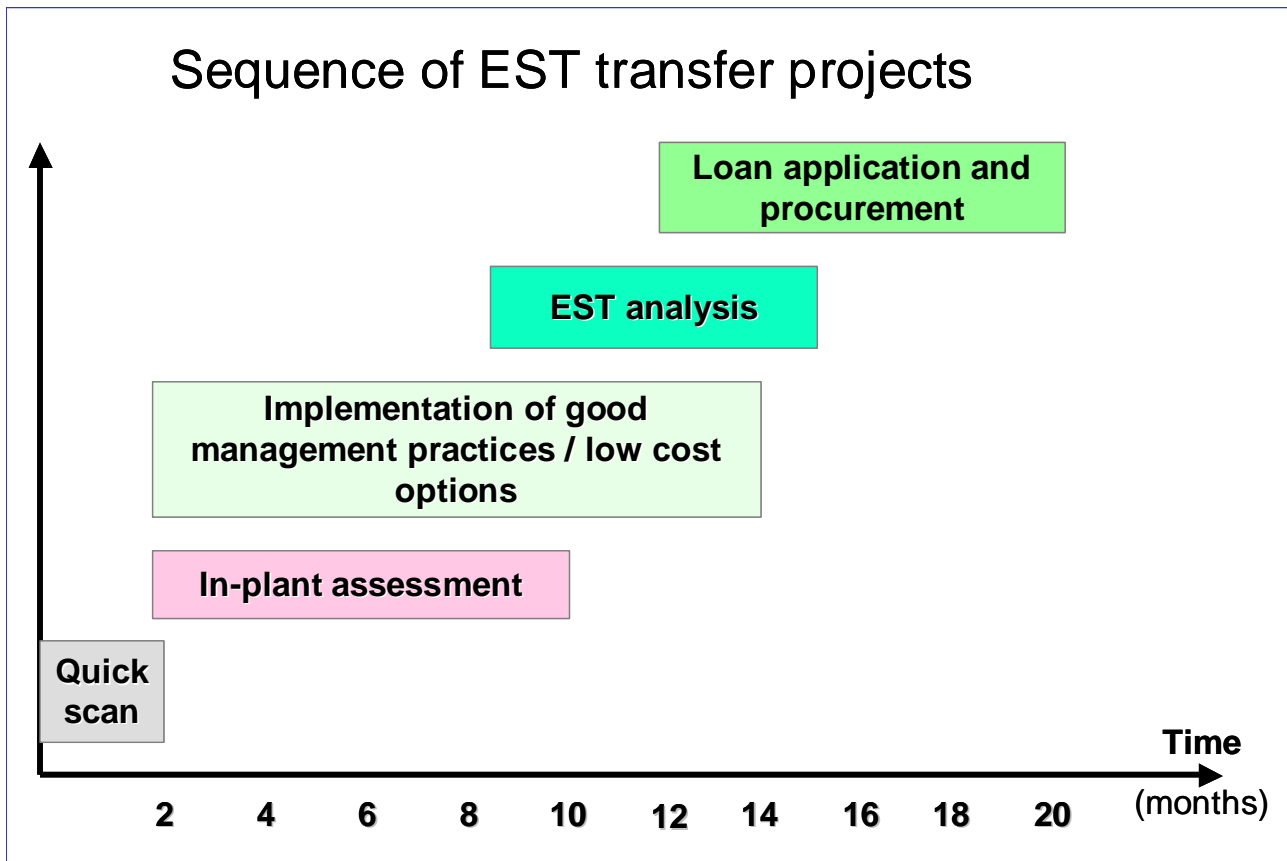 Sequence of EST transfer projects
Loan application and
procurement
EST analysis
Implementation of good
management practices / low cost
options
In-plant assessment
Quick
scan
Time
(months)
2 4 6 8 10 12 14 16 18 20